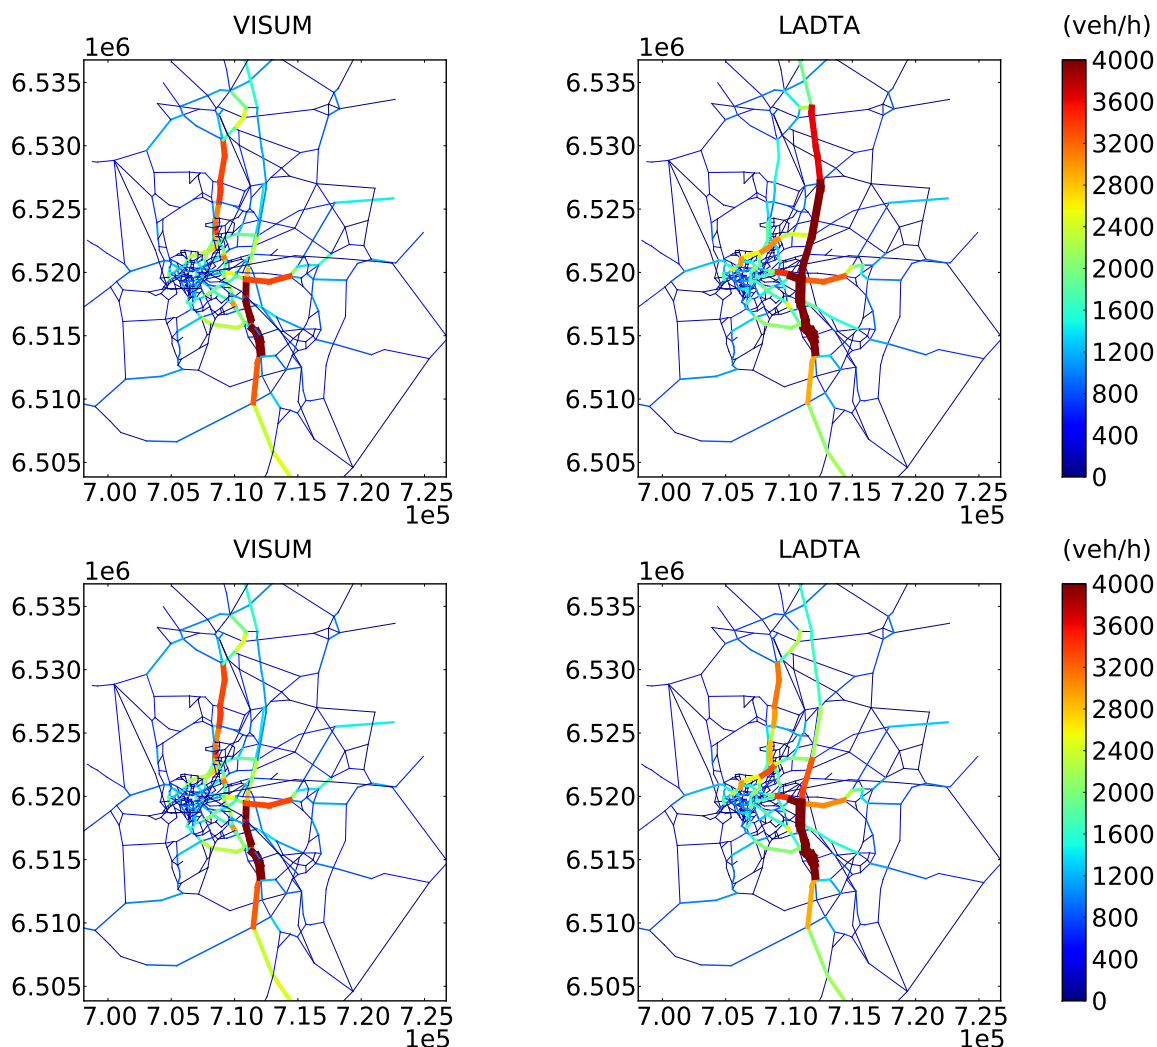 VISUM LADTA (veh/h)
1e6 1e6
6.535 6.535 4000
6.530 6.530 3600
6.525 6.525 3200
6.520 6.520 2800
6.515 6.515 2400
6.510 6.510 2000
6.505 6.505 1600
1200
800
400
0
7.00 7.05 7.10 7.15 7.20 7.25 7.00 7.05 7.10 7.15 7.20 7.25
1e5 1e5
VISUM LADTA (veh/h)
1e6 1e6
6.535 6.535 4000
6.530 6.530 3600
6.525 6.525 3200
6.520 6.520 2800
6.515 6.515 2400
6.510 6.510 2000
6.505 6.505 1600
1200
800
400
0
7.00 7.05 7.10 7.15 7.20 7.25 7.00 7.05 7.10 7.15 7.20 7.25
1e5 1e5